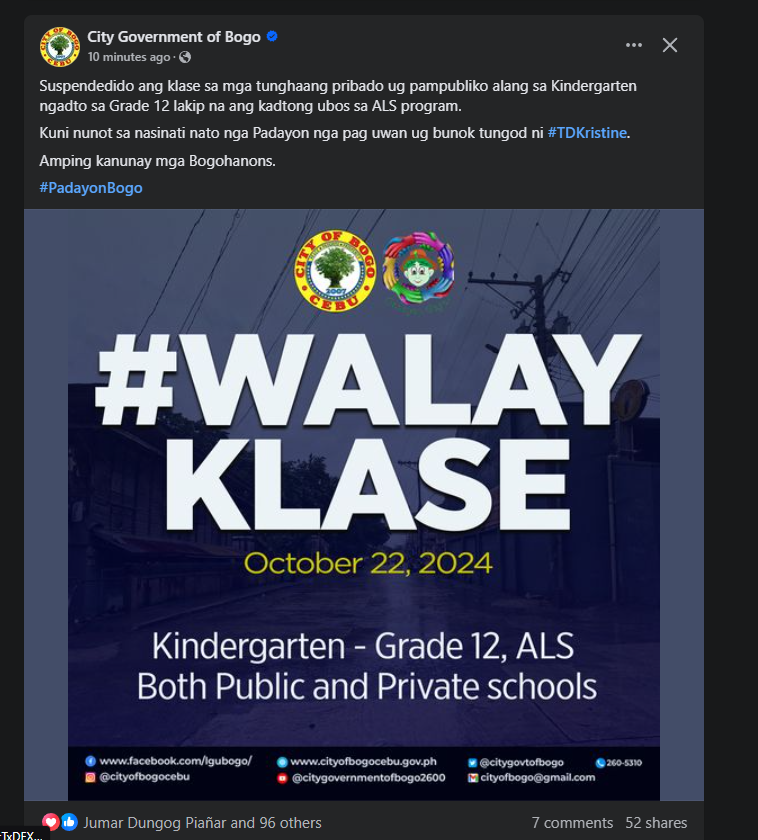 City Government of Bogo
10 minutes ago ·
Suspendedido ang klase sa mga tunghaang pribado ug pampubliko alang sa Kindergarten
ngadto sa Grade 12 lakip na ang kadtong ubos sa ALS program.
Kuni nunot sa nasinati nato nga Padayon nga pag uwan ug bunok tungod ni #TDKristine.
Amping kanunay mga Bogohanons.
#PadayonBogo
CITY OF BOGO
2007
CEBU
#WALAY
KLASE
October 22, 2024
Kindergarten - Grade 12, ALS
Both Public and Private schools
www.facebook.com/lgubogo/ www.cityofbogocebu.gov.ph @citygovtofbogo 260-5310
@cityofbogocebu @citygovernmentofbogo2600 cityofbogo@gmail.com
Jumar Dungog Piañar and 96 others 7 comments 52 shares